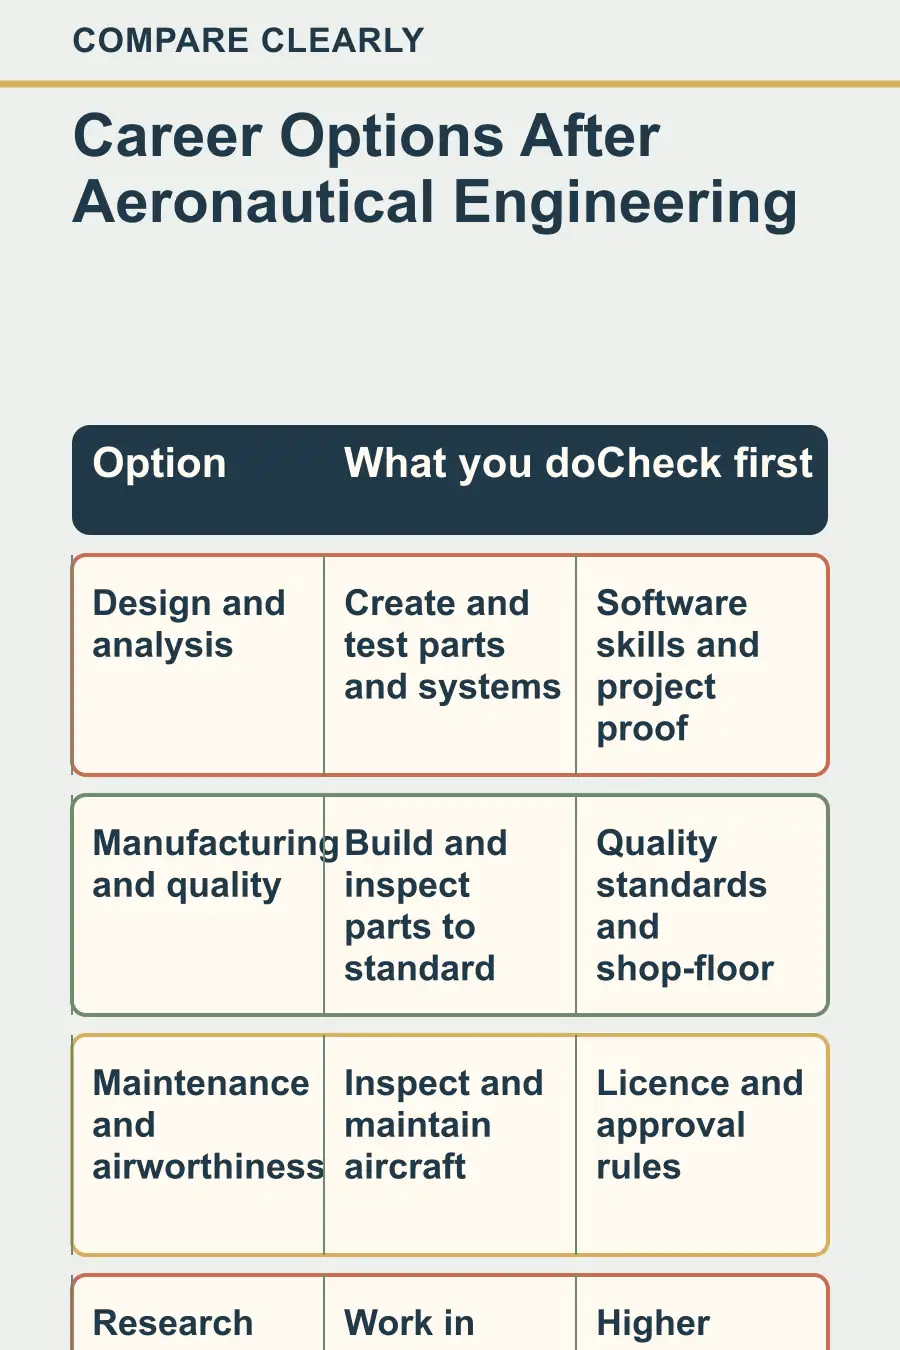 COMPARE CLEARLY
Career Options After
Aeronautical Engineering
Option What you do Check first
Design and
analysis
Create and
test parts
and systems
Software
skills and
project
proof
Manufacturing
and quality
Build and
inspect
parts to
standard
Quality
standards
and
shop-floor
Maintenance
and
airworthiness
Inspect and
maintain
aircraft
Licence and
approval
rules
Research
Work in
Higher